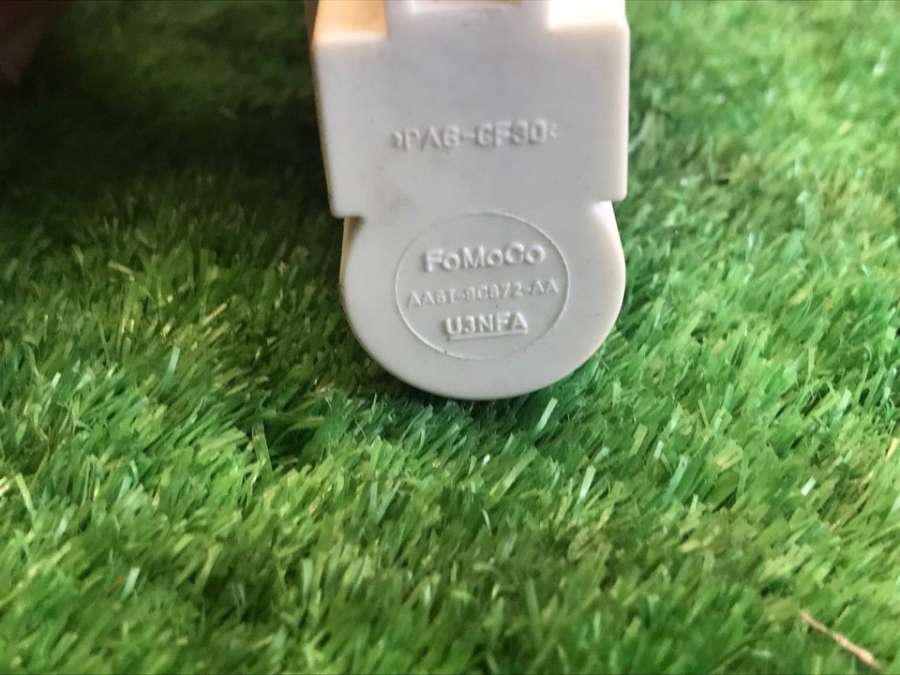 >PA6-GF30<
FoMoCo
AA6T-9C872-AA
U3NFA